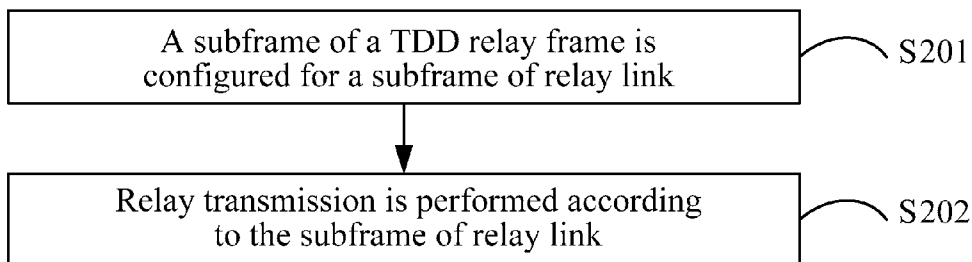 A subframe of a TDD relay frame is
configured for a subframe of relay link
S201
Relay transmission is performed according
to the subframe of relay link
S202